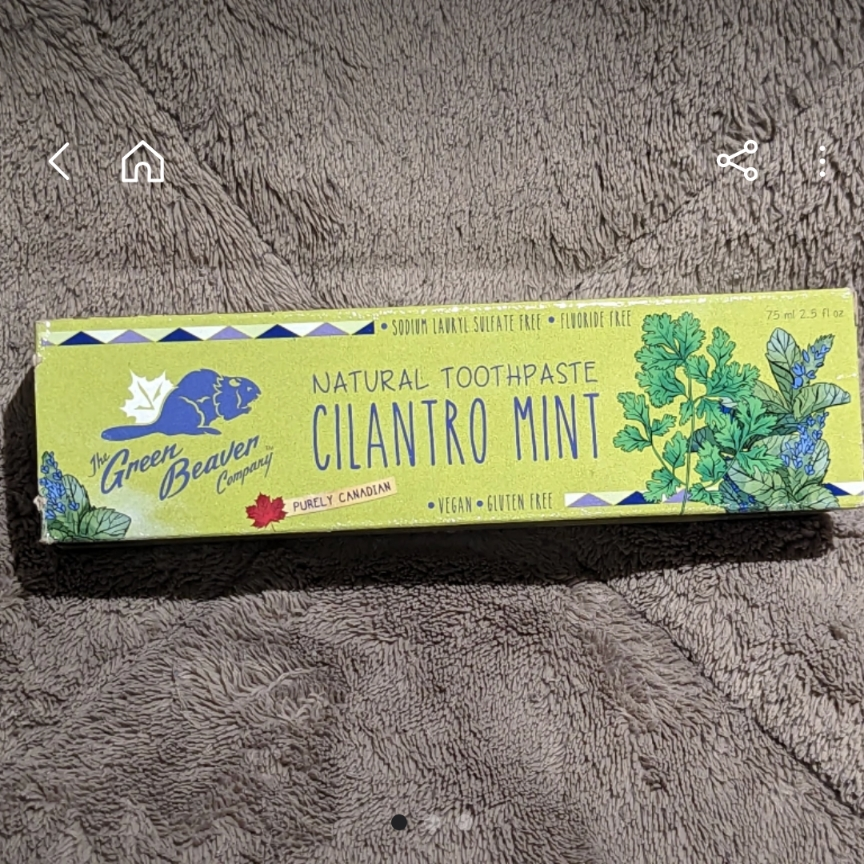 • SODIUM LAURYL SULFATE FREE • FLUORIDE FREE
75 ml 2.5 fl oz
NATURAL TOOTHPASTE
CILANTRO MINT
The Green Beaver Company™
PURELY CANADIAN
• VEGAN • GLUTEN FREE